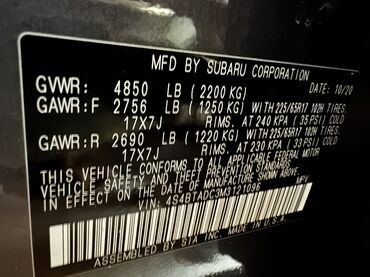 MFD BY SUBARU CORPORATION
DATE: 10/20
GVWR: 4850 LB ( 2200 KG)
GAWR:F 2756 LB ( 1250 KG) WITH 225/65R17 102H TIRES,
17X7J RIMS, AT 240 KPA ( 35 PSI) COLD
GAWR:R 2690 LB ( 1220 KG) WITH 225/65R17 102H TIRES,
17X7J RIMS, AT 230 KPA ( 33 PSI) COLD
THIS VEHICLE CONFORMS TO ALL APPLICABLE FEDERAL MOTOR
VEHICLE SAFETY, BUMPER, AND THEFT PREVENTION STANDARDS
IN EFFECT ON THE DATE OF MANUFACTURE SHOWN ABOVE.
VIN: 4S4BTADC3M3121096 MPV
ASSEMBLED BY SIA INC. MADE IN U.S.A.